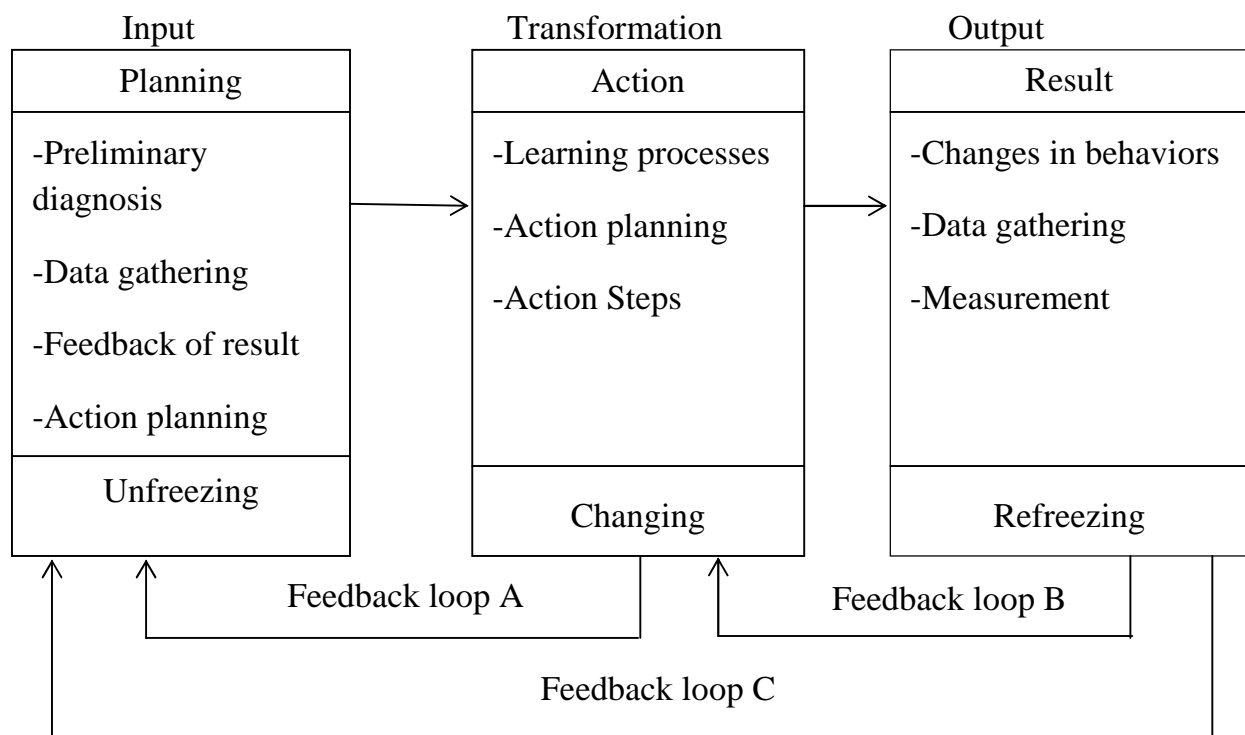 Input
Planning
-Preliminary
diagnosis
-Data gathering
-Feedback of result
-Action planning
Unfreezing
Transformation
Action
-Learning processes
-Action planning
-Action Steps
Changing
Output
Result
-Changes in behaviors
-Data gathering
-Measurement
Refreezing
Feedback loop A
Feedback loop B
Feedback loop C